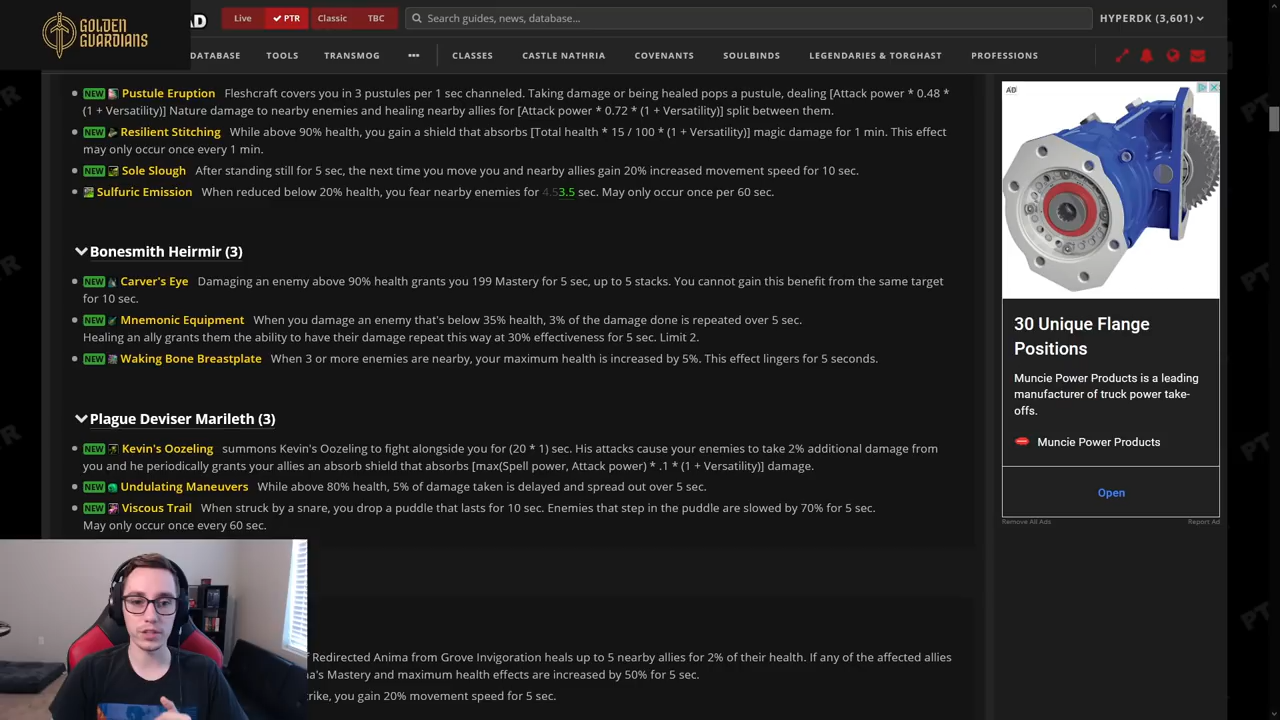 GOLDEN
GUARDIANS
AD
Live
PTR
Classic
TBC
Search guides, news, database...
HYPERDK (3,601)
DATABASE
TOOLS
TRANSMOG
CLASSES
CASTLE NATHRIA
COVENANTS
SOULBINDS
LEGENDARIES & TORGHAST
PROFESSIONS
NEW Pustule Eruption Fleshcraft covers you in 3 pustules per 1 sec channeled. Taking damage or being healed pops a pustule, dealing [Attack power * 0.48 *
(1 + Versatility)] Nature damage to nearby enemies and healing nearby allies for [Attack power * 0.72 * (1 + Versatility)] split between them.
NEW Resilient Stitching While above 90% health, you gain a shield that absorbs [Total health * 15 / 100 * (1 + Versatility)] magic damage for 1 min. This effect
may only occur once every 1 min.
NEW Sole Slough After standing still for 5 sec, the next time you move you and nearby allies gain 20% increased movement speed for 10 sec.
Sulfuric Emission When reduced below 20% health, you fear nearby enemies for 4.53.5 sec. May only occur once per 60 sec.
Bonesmith Heirmir (3)
NEW Carver's Eye Damaging an enemy above 90% health grants you 199 Mastery for 5 sec, up to 5 stacks. You cannot gain this benefit from the same target
for 10 sec.
NEW Mnemonic Equipment When you damage an enemy that's below 35% health, 3% of the damage done is repeated over 5 sec.
Healing an ally grants them the ability to have their damage repeat this way at 30% effectiveness for 5 sec. Limit 2.
NEW Waking Bone Breastplate When 3 or more enemies are nearby, your maximum health is increased by 5%. This effect lingers for 5 seconds.
Plague Deviser Marileth (3)
NEW Kevin's Oozeling summons Kevin's Oozeling to fight alongside you for (20 * 1) sec. His attacks cause your enemies to take 2% additional damage from
you and he periodically grants your allies an absorb shield that absorbs [max(Spell power, Attack power) * .1 * (1 + Versatility)] damage.
NEW Undulating Maneuvers While above 80% health, 5% of damage taken is delayed and spread out over 5 sec.
NEW Viscous Trail When struck by a snare, you drop a puddle that lasts for 10 sec. Enemies that step in the puddle are slowed by 70% for 5 sec.
May only occur once every 60 sec.
f Redirected Anima from Grove Invigoration heals up to 5 nearby allies for 2% of their health. If any of the affected allies
a's Mastery and maximum health effects are increased by 50% for 5 sec.
rike, you gain 20% movement speed for 5 sec.
AD
30 Unique Flange
Positions
Muncie Power Products is a leading
manufacturer of truck power take-
offs.
Muncie Power Products
Open
Remove All Ads
Report Ad